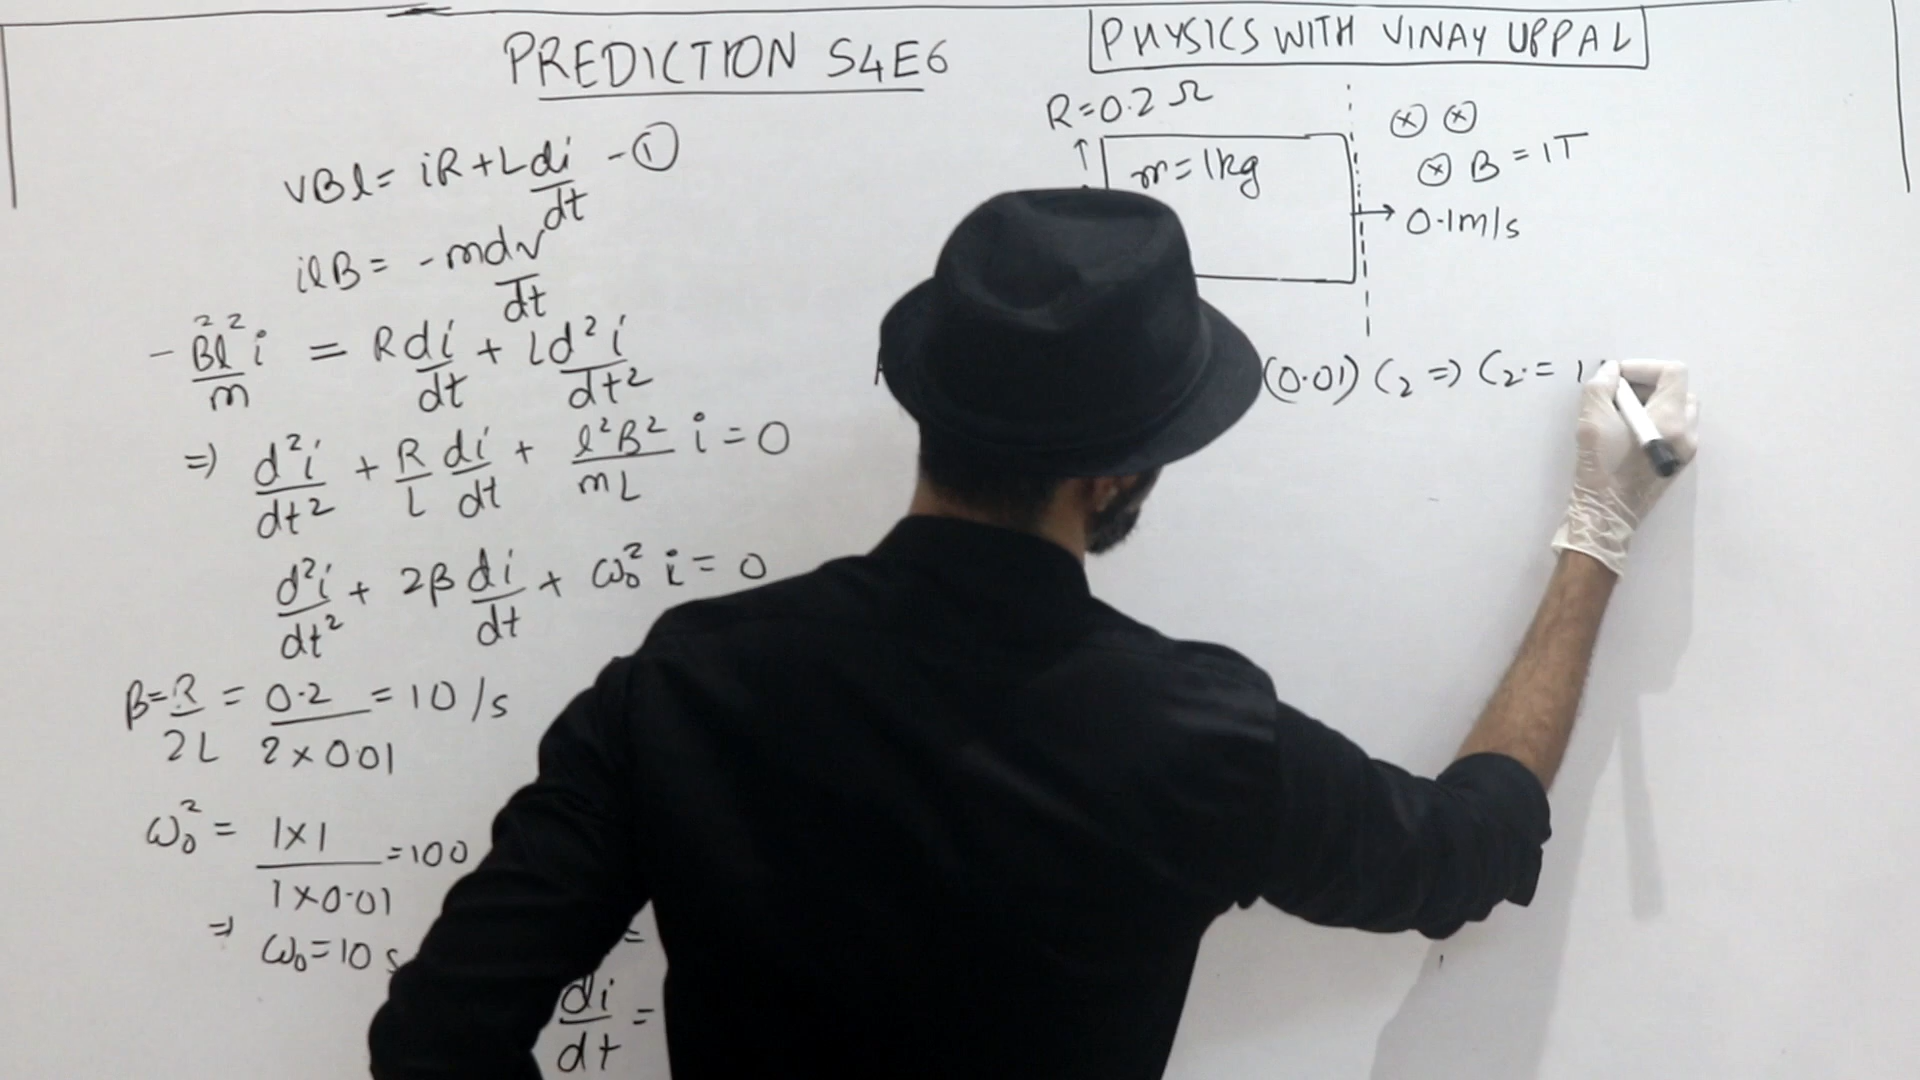 PREDICTION S4E6
PHYSICS WITH VINAY UPPAL
vBl = iR + L di/dt - ①
ilB = - m dv/dt
- B²l²/m i = R di/dt + L d²i/dt²
=) d²i/dt² + R/L di/dt + l²B²/mL i = 0
d²i/dt² + 2β di/dt + ω₀² i = 0
β = R/2L = 0.2/2 × 0.01 = 10 /s
ω₀² = 1×1/1×0.01 = 100
=) ω₀ = 10 s
=
di/dt =
R = 0.2 Ω
m = 1kg
B = 1T
0.1m/s
(0.01) C₂ => C₂ = 1